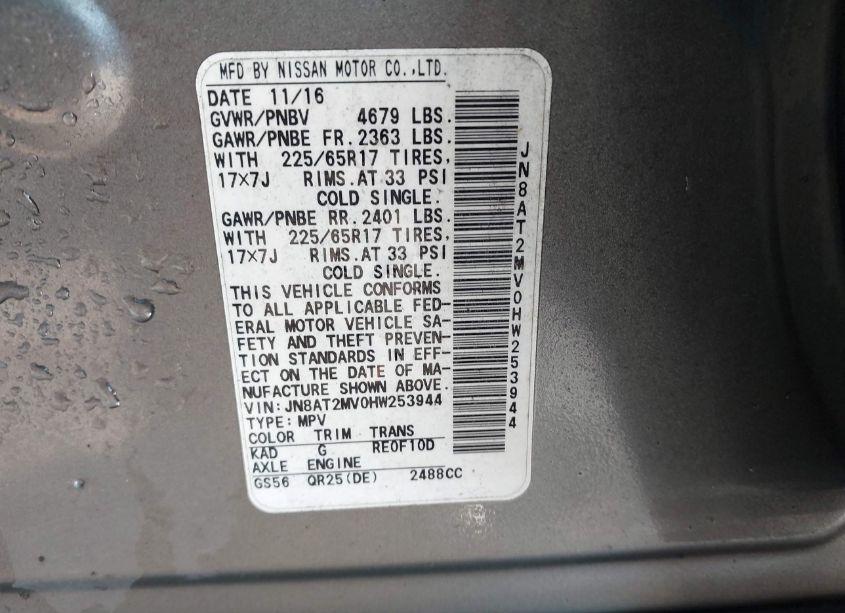 MFD BY NISSAN MOTOR CO.,LTD.
DATE 11/16
GVWR/PNBV 4679 LBS.
GAWR/PNBE FR. 2363 LBS.
WITH 225/65R17 TIRES,
17×7J RIMS. AT 33 PSI
COLD SINGLE.
GAWR/PNBE RR. 2401 LBS.
WITH 225/65R17 TIRES,
17×7J RIMS. AT 33 PSI
COLD SINGLE.
THIS VEHICLE CONFORMS
TO ALL APPLICABLE FED-
ERAL MOTOR VEHICLE SA-
FETY AND THEFT PREVEN-
TION STANDARDS IN EFF-
ECT ON THE DATE OF MA-
NUFACTURE SHOWN ABOVE.
VIN: JN8AT2MV0HW253944
TYPE: MPV
COLOR TRIM TRANS
KAD G RE0F10D
AXLE ENGINE
GS56 QR25(DE) 2488CC
JN8AT2MV0HW253944